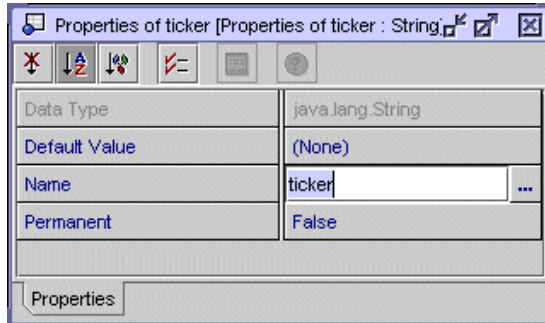 Properties of ticker [Properties of ticker : String]
Data Type java.lang.String
Default Value (None)
Name ticker ...
Permanent False
Properties